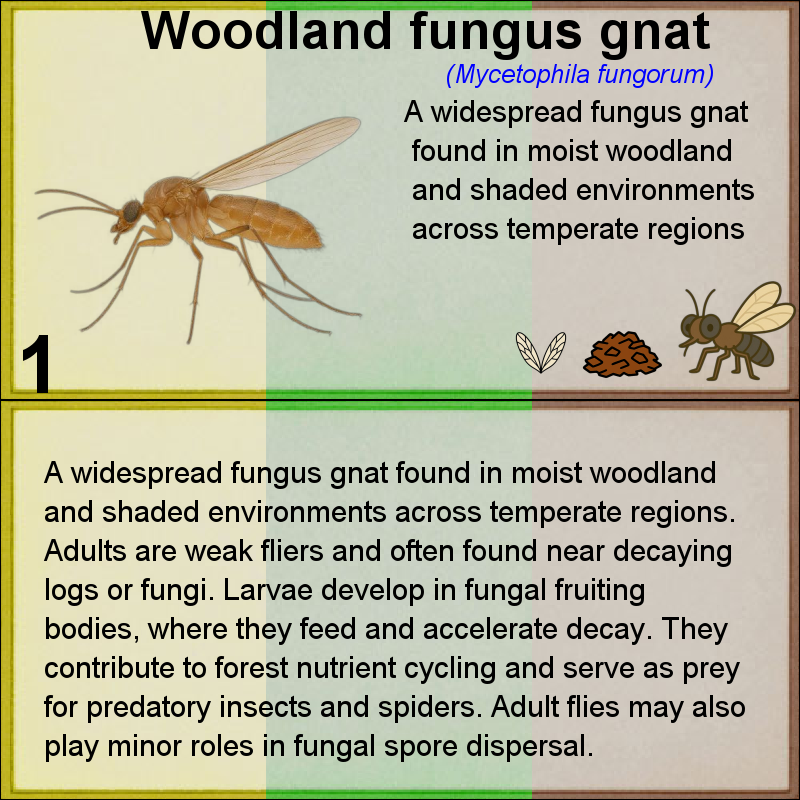 Woodland fungus gnat
(Mycetophila fungorum)
A widespread fungus gnat
found in moist woodland
and shaded environments
across temperate regions
1
A widespread fungus gnat found in moist woodland
and shaded environments across temperate regions.
Adults are weak fliers and often found near decaying
logs or fungi. Larvae develop in fungal fruiting
bodies, where they feed and accelerate decay. They
contribute to forest nutrient cycling and serve as prey
for predatory insects and spiders. Adult flies may also
play minor roles in fungal spore dispersal.